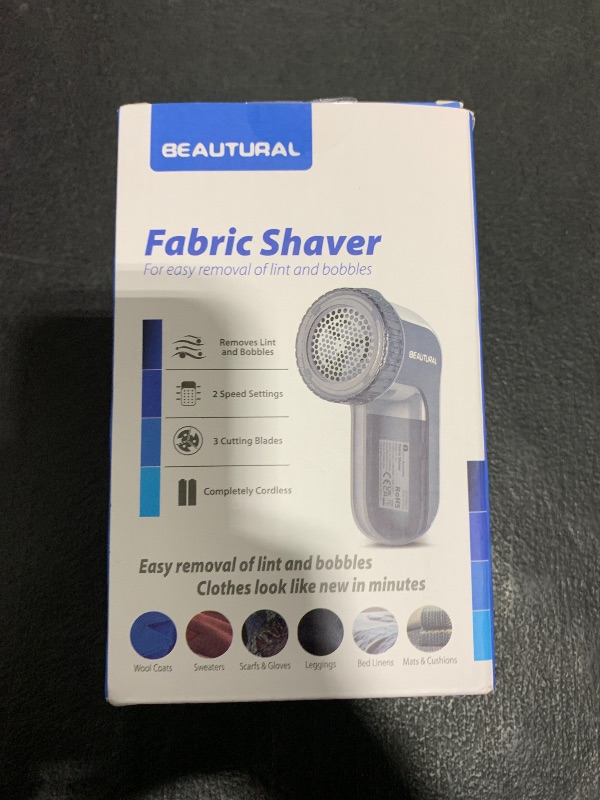 BEAUTURAL
Fabric Shaver
For easy removal of lint and bobbles
Removes Lint
and Bobbles
2 Speed Settings
3 Cutting Blades
Completely Cordless
BEAUTURAL
RoHS
Easy removal of lint and bobbles
Clothes look like new in minutes
Wool Coats
Sweaters
Scarfs & Gloves
Leggings
Bed Linens
Mats & Cushions